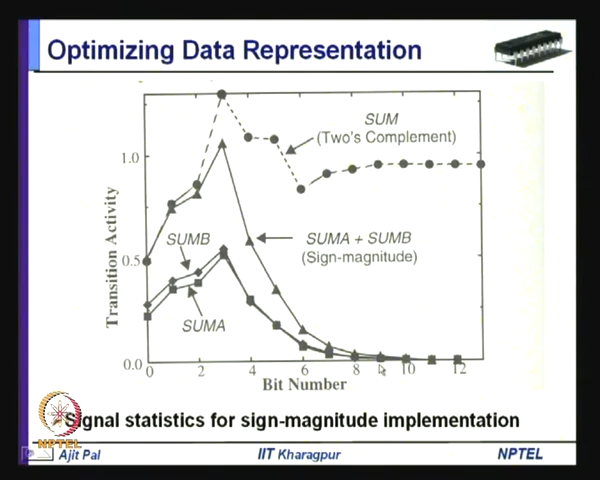 Optimizing Data Representation
SUM
(Two's Complement)
1.0
Transition Activity
SUMB
SUMA + SUMB
(Sign-magnitude)
0.5
SUMA
0.0
0 2 4 6 8 10 12
Bit Number
Signal statistics for sign-magnitude implementation
NPTEL
Ajit Pal IIT Kharagpur NPTEL